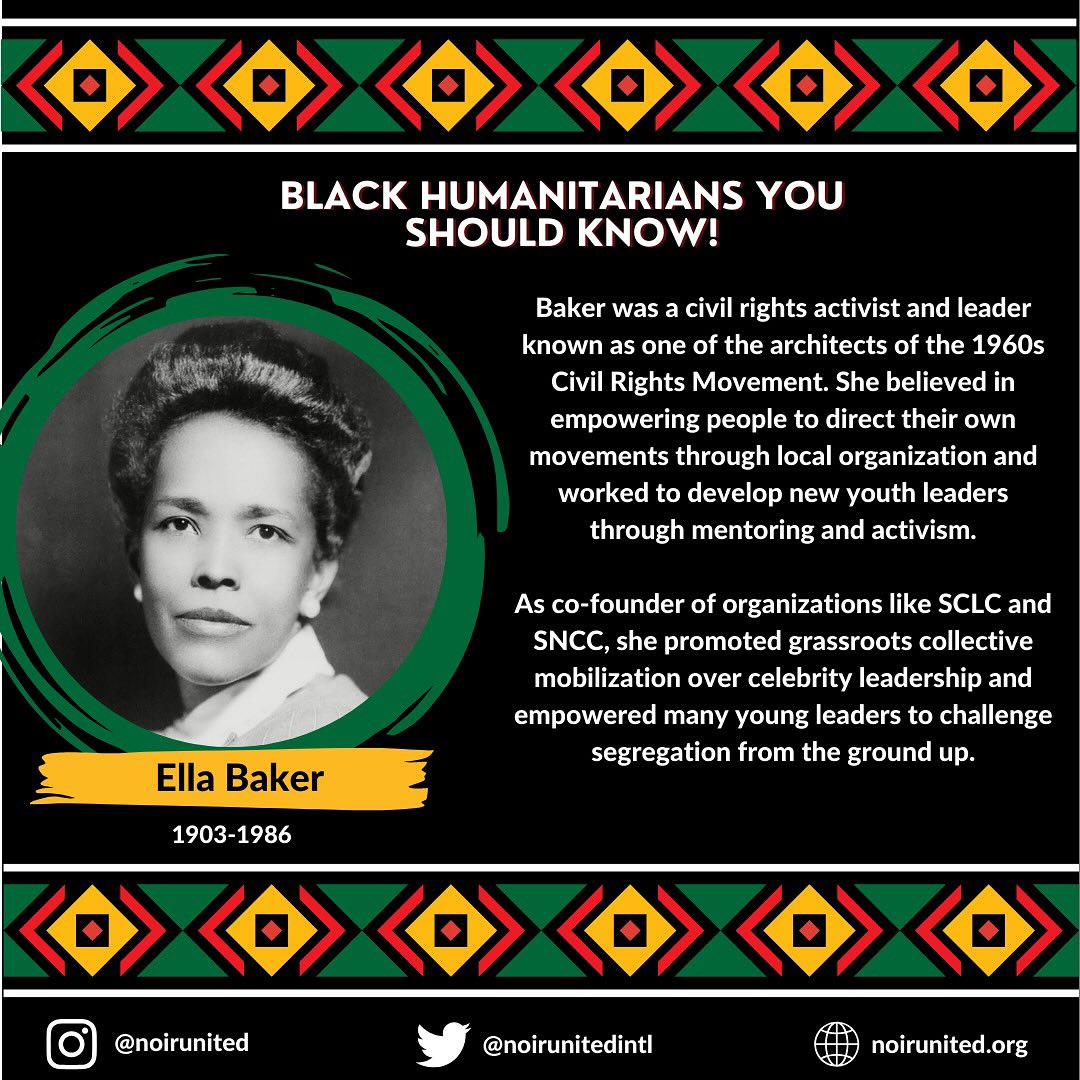 BLACK HUMANITARIANS YOU
SHOULD KNOW!
Baker was a civil rights activist and leader
known as one of the architects of the 1960s
Civil Rights Movement. She believed in
empowering people to direct their own
movements through local organization and
worked to develop new youth leaders
through mentoring and activism.
As co-founder of organizations like SCLC and
SNCC, she promoted grassroots collective
mobilization over celebrity leadership and
empowered many young leaders to challenge
segregation from the ground up.
Ella Baker
1903-1986
@noirunited
@noirunitedintl
noirunited.org